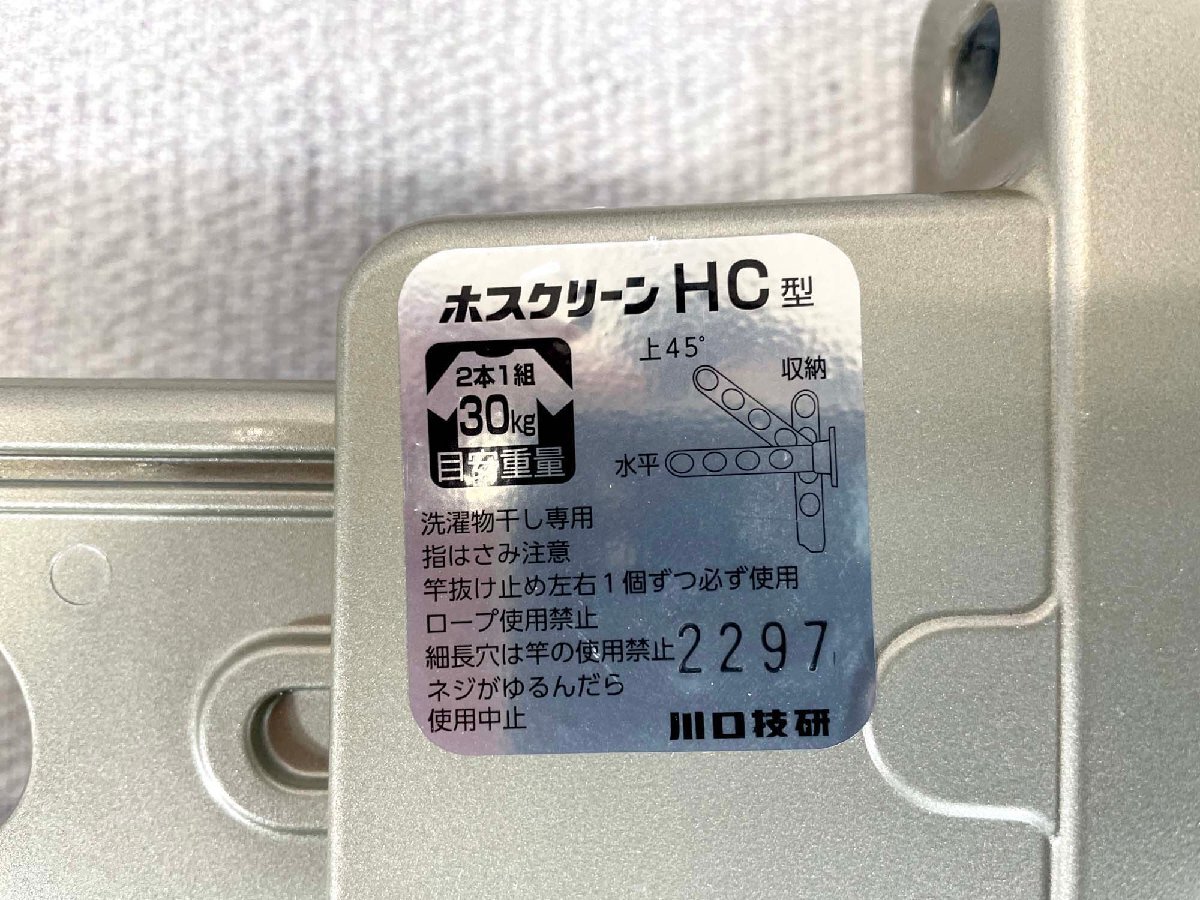 ホスクリーン HC 型
2本1組
30kg
目安重量
上45°
収納
水平
洗濯物干し専用
指はさみ注意
竿抜け止め左右1個ずつ必ず使用
ロープ使用禁止
細長穴は竿の使用禁止
2297
ネジがゆるんだら
使用中止
川口技研